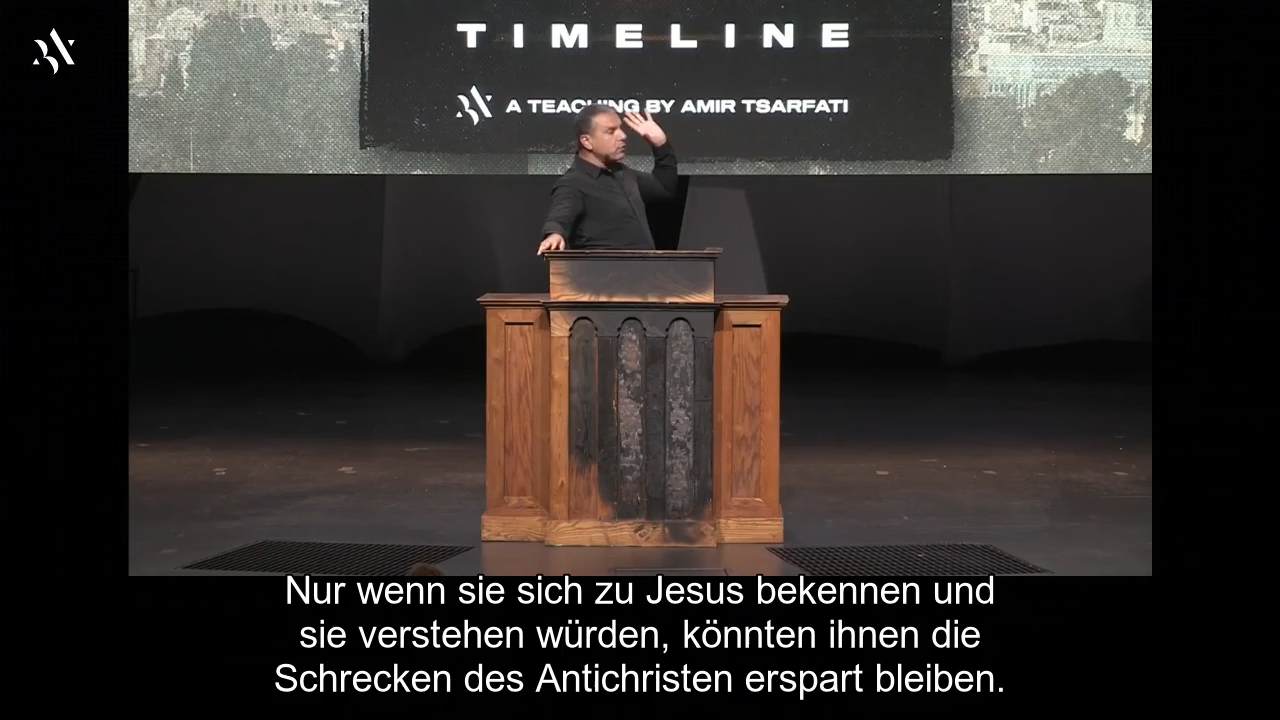 TIMELINE
A TEACHING BY AMIR TSARFATI
Nur wenn sie sich zu Jesus bekennen und
sie verstehen würden, könnten ihnen die
Schrecken des Antichristen erspart bleiben.